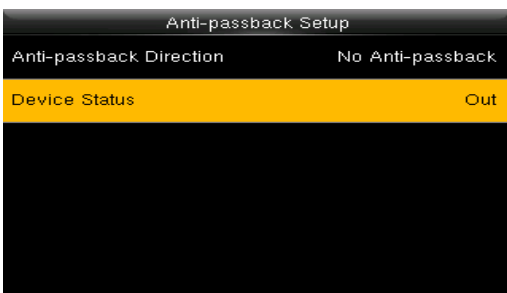 Anti-passback Setup
Anti-passback Direction No Anti-passback
Device Status Out